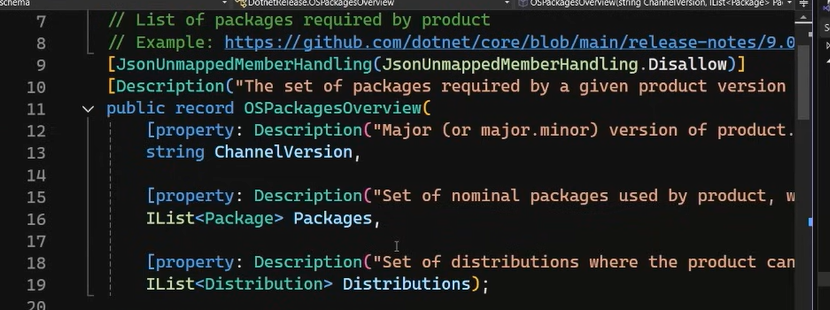 schema
DotnetRelease.OSPackagesOverview
OSPackagesOverview(string ChannelVersion, IList<Package> Pa
7 // List of packages required by product
8 // Example: https://github.com/dotnet/core/blob/main/release-notes/9.0
9 [JsonUnmappedMemberHandling(JsonUnmappedMemberHandling.Disallow)]
10 [Description("The set of packages required by a given product version
11 public record OSPackagesOverview(
12 [property: Description("Major (or major.minor) version of product.
13 string ChannelVersion,
14
15 [property: Description("Set of nominal packages used by product, w
16 IList<Package> Packages,
17
18 [property: Description("Set of distributions where the product can
19 IList<Distribution> Distributions);
20